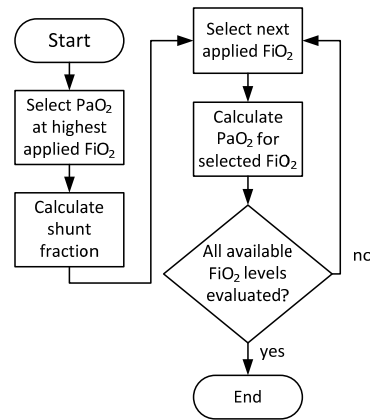 Start
Select PaO₂
at highest
applied FiO₂
Calculate
shunt
fraction
Select next
applied FiO₂
Calculate
PaO₂ for
selected FiO₂
All available
FiO₂ levels
evaluated?
no
yes
End